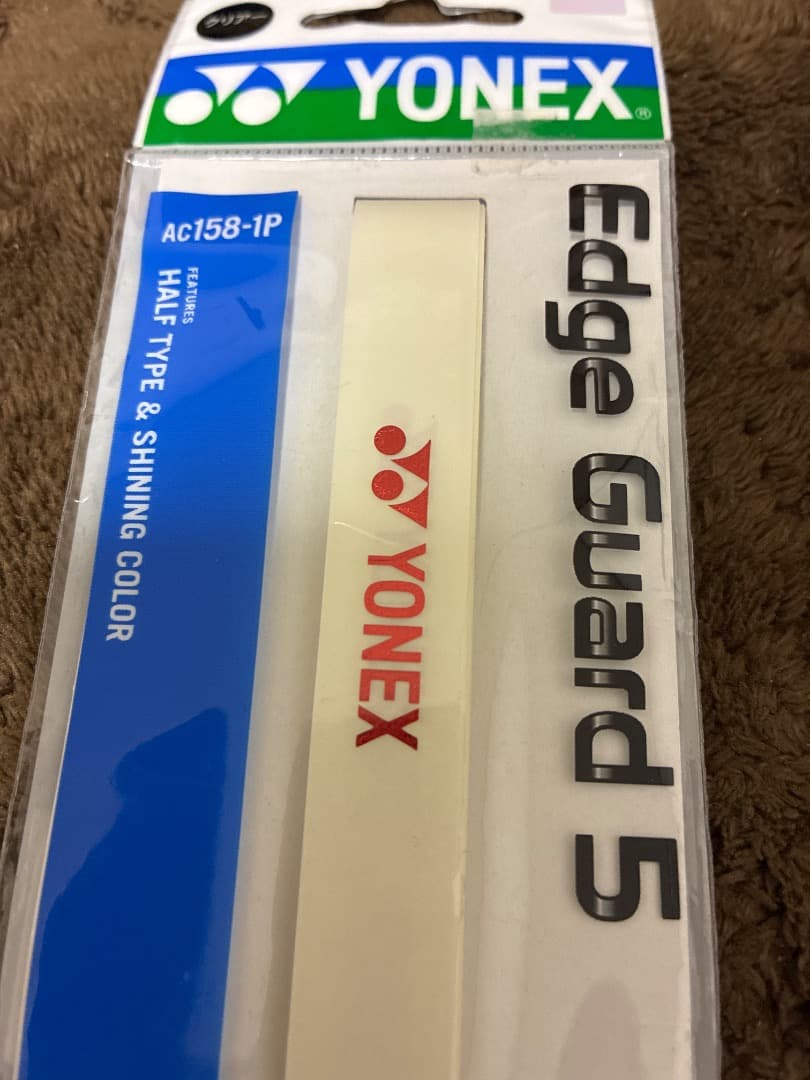 クリアー
YONEX®
AC158-1P
FEATURES
HALF TYPE & SHINING COLOR
YONEX
Edge Guard 5